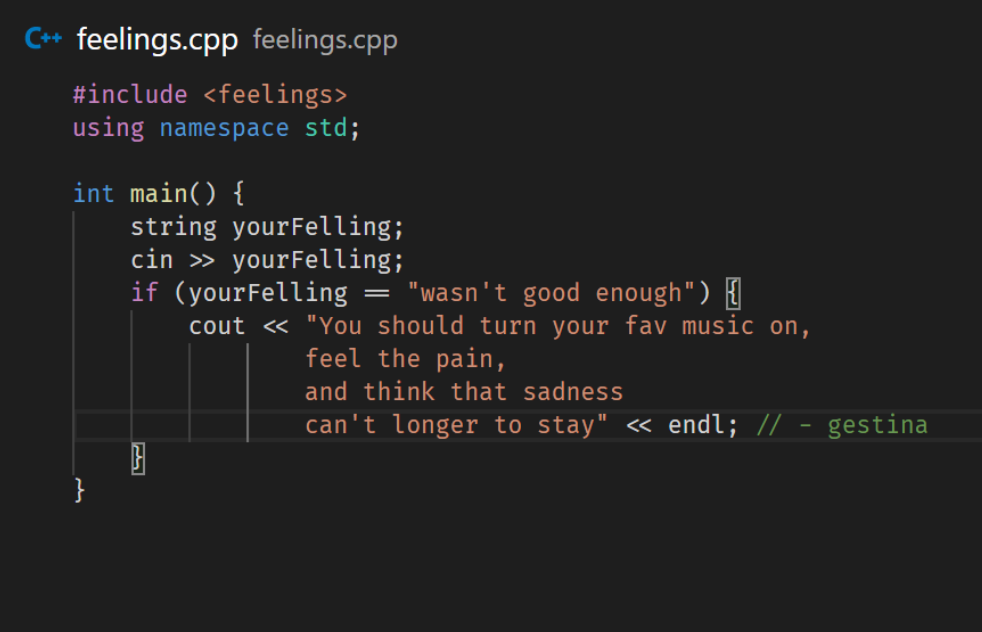 C++ feelings.cpp feelings.cpp
#include <feelings>
using namespace std;
int main() {
string yourFelling;
cin >> yourFelling;
if (yourFelling == "wasn't good enough") {
cout << "You should turn your fav music on,
feel the pain,
and think that sadness
can't longer to stay" << endl; // - gestina
}
}